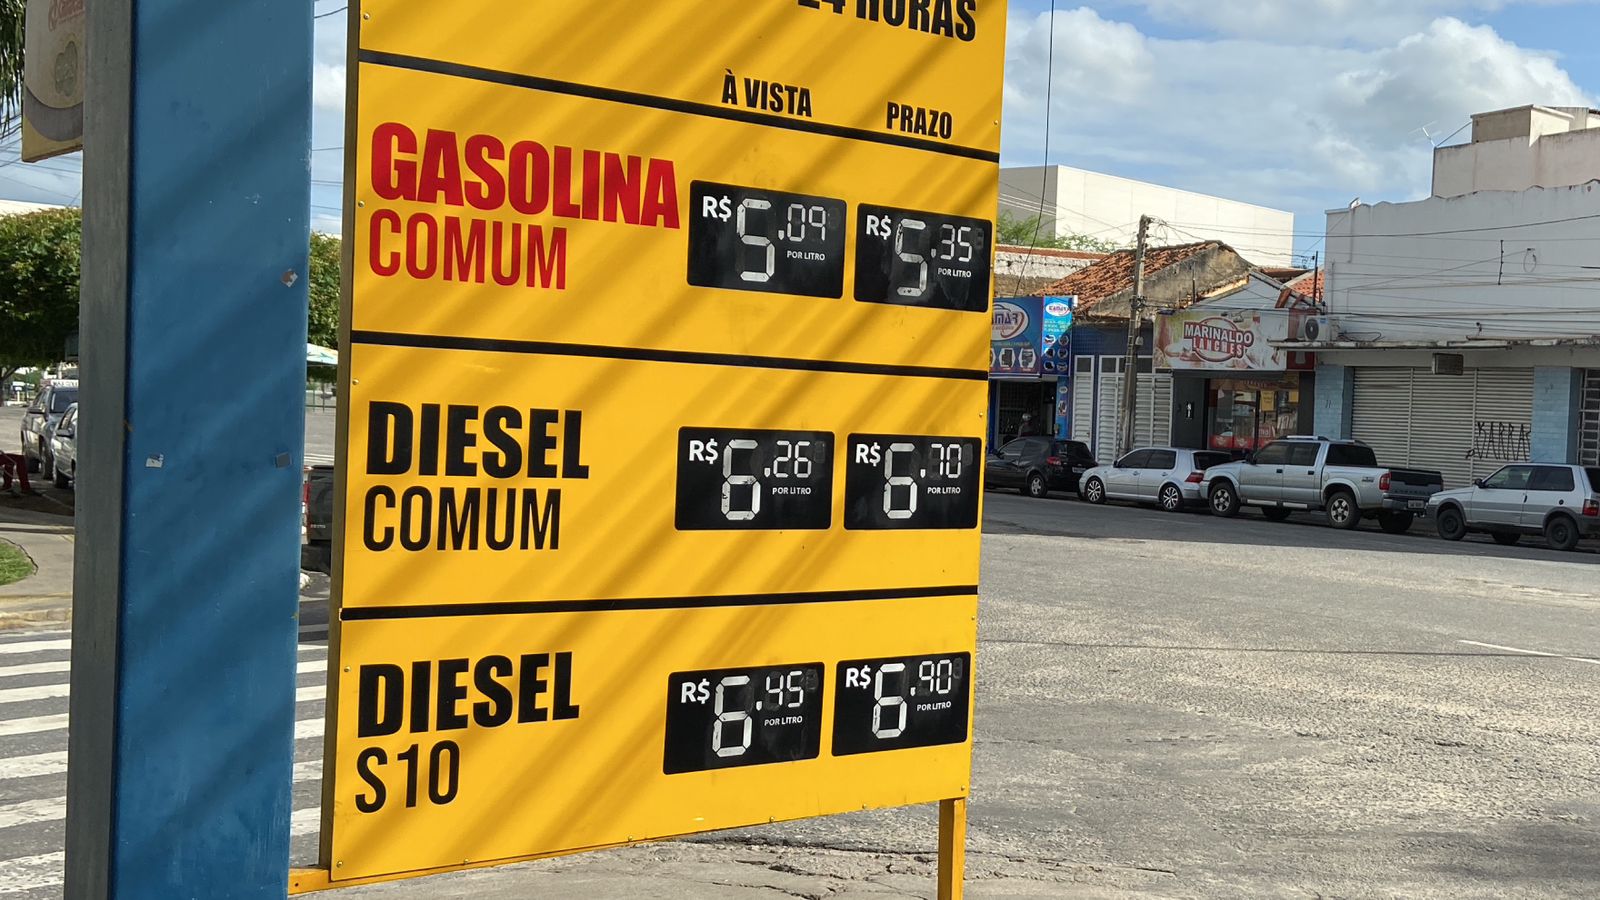 24 HORAS
À VISTA
PRAZO
GASOLINA
COMUM
R$ 5.09
POR LITRO
R$ 5.35
POR LITRO
DIESEL
COMUM
R$ 6.26
POR LITRO
R$ 6.70
POR LITRO
DIESEL
S10
R$ 6.45
POR LITRO
R$ 6.90
POR LITRO
MARINALDO
LANCHES